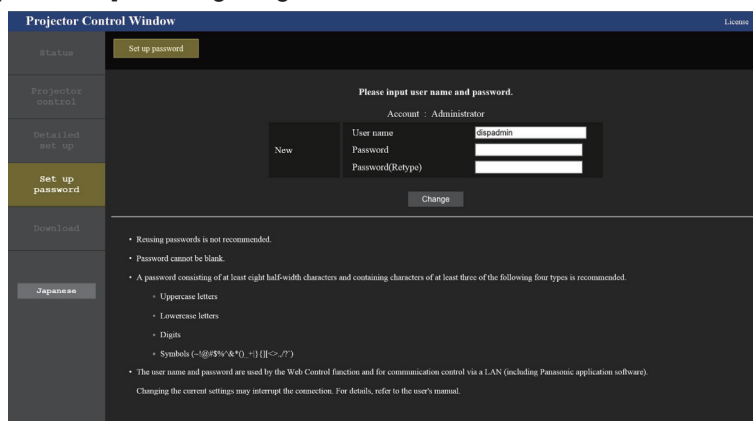 Projector Control Window
License
Status
Set up password
Projector
control
Please input user name and password.
Account : Administrator
Detailed
set up
New
User name
dispadmin
Password
Password(Retype)
Set up
password
Change
Download
• Reusing passwords is not recommended.
• Password cannot be blank.
• A password consisting of at least eight half-width characters and containing characters of at least three of the following four types is recommended.
Japanese
Uppercase letters
Lowercase letters
Digits
Symbols (~!@#$%^&*()_+|}{][<>.,/?`)
• The user name and password are used by the Web Control function and for communication control via a LAN (including Panasonic application software).
Changing the current settings may interrupt the connection. For details, refer to the user's manual.